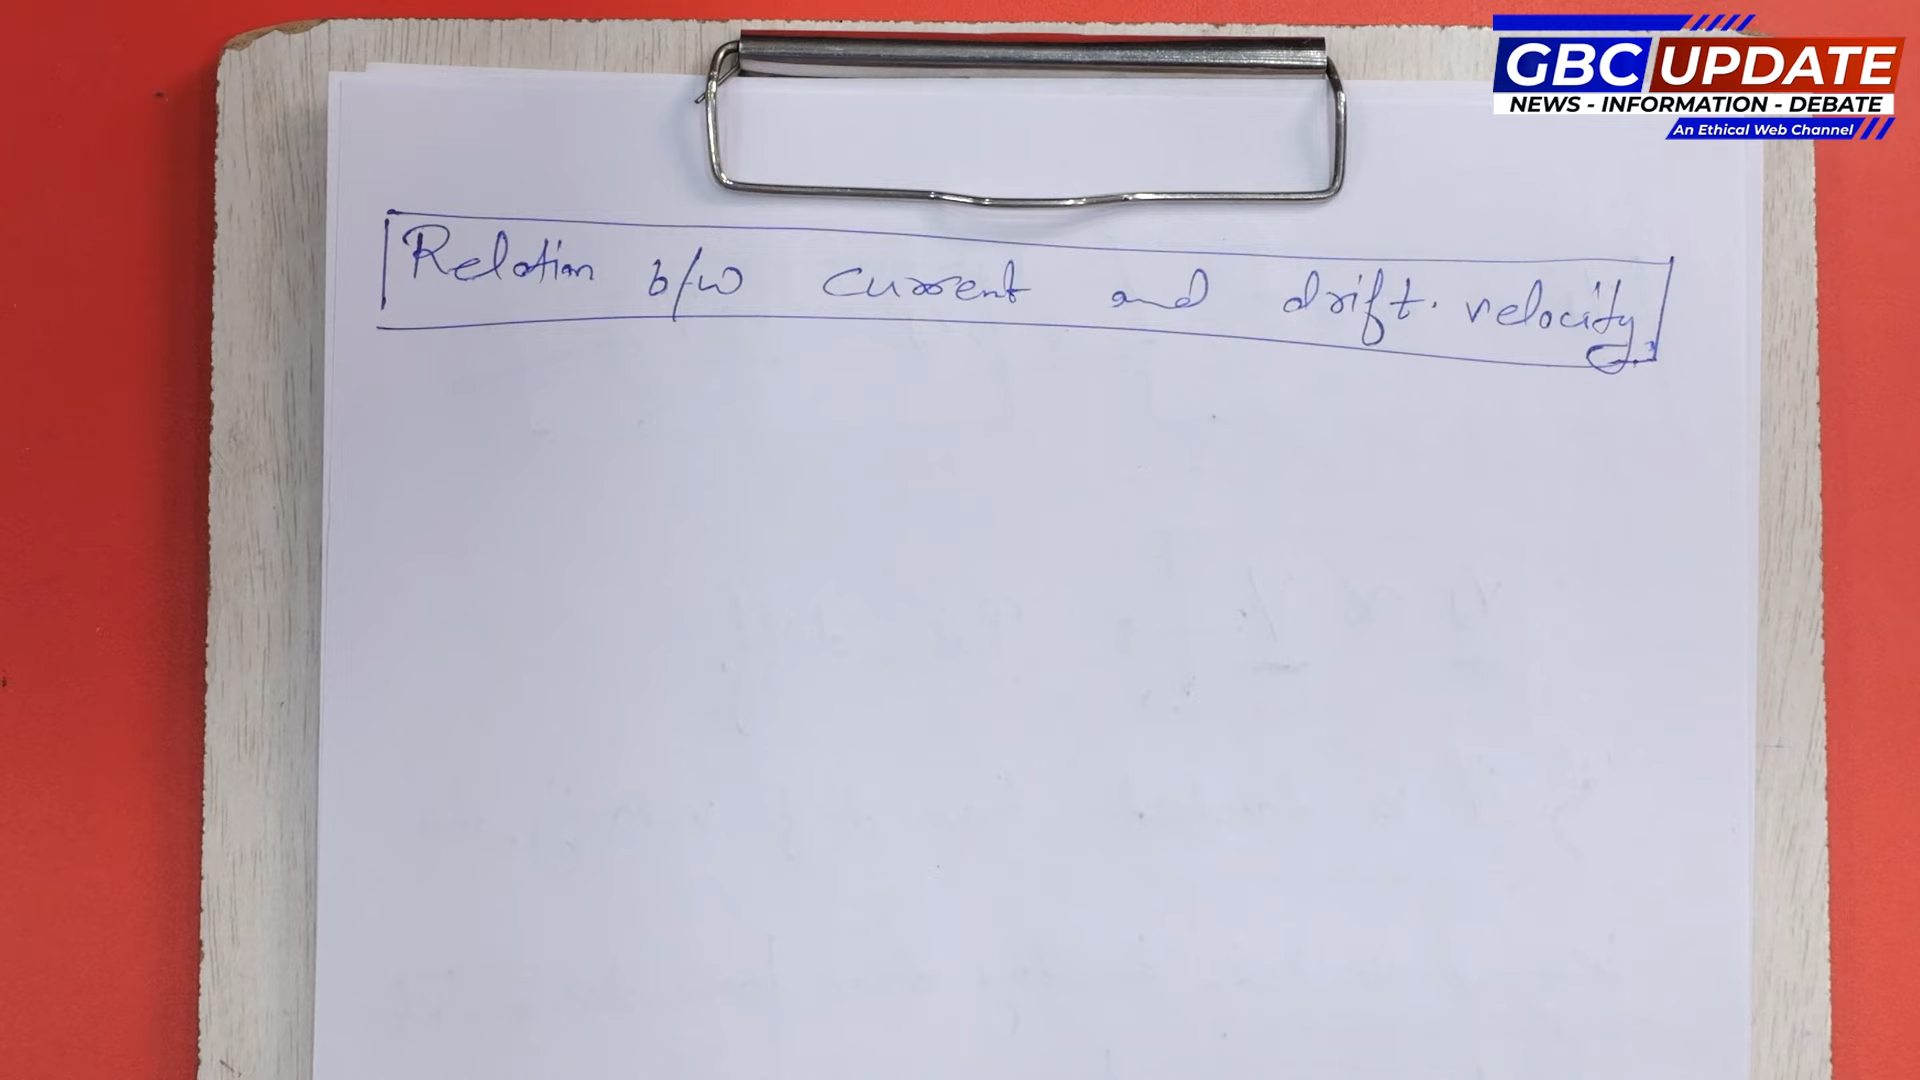 GBC UPDATE
NEWS - INFORMATION - DEBATE
An Ethical Web Channel
Relation b/w current and drift. velocity